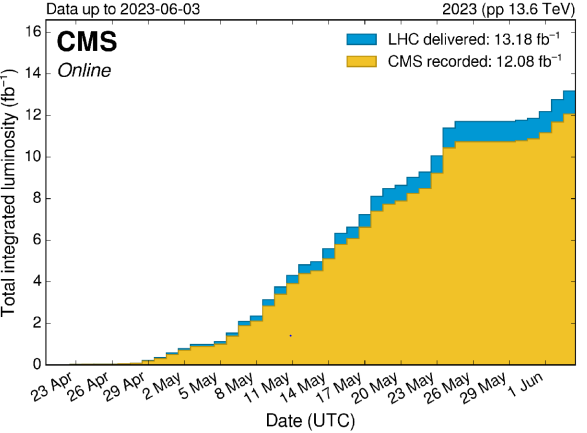 Data up to 2023-06-03
2023 (pp 13.6 TeV)
CMS
Online
LHC delivered: 13.18 fb⁻¹
CMS recorded: 12.08 fb⁻¹
Total integrated luminosity (fb⁻¹)
16
14
12
10
8
6
4
2
0
23 Apr
26 Apr
29 Apr
2 May
5 May
8 May
11 May
14 May
17 May
20 May
23 May
26 May
29 May
1 Jun
Date (UTC)